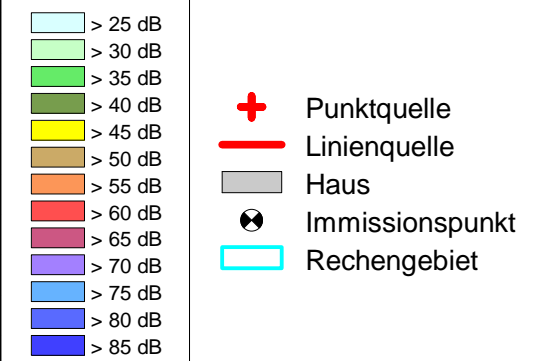 > 25 dB
> 30 dB
> 35 dB
> 40 dB
> 45 dB
> 50 dB
> 55 dB
> 60 dB
> 65 dB
> 70 dB
> 75 dB
> 80 dB
> 85 dB
Punktquelle
Linienquelle
Haus
Immissionspunkt
Rechengebiet